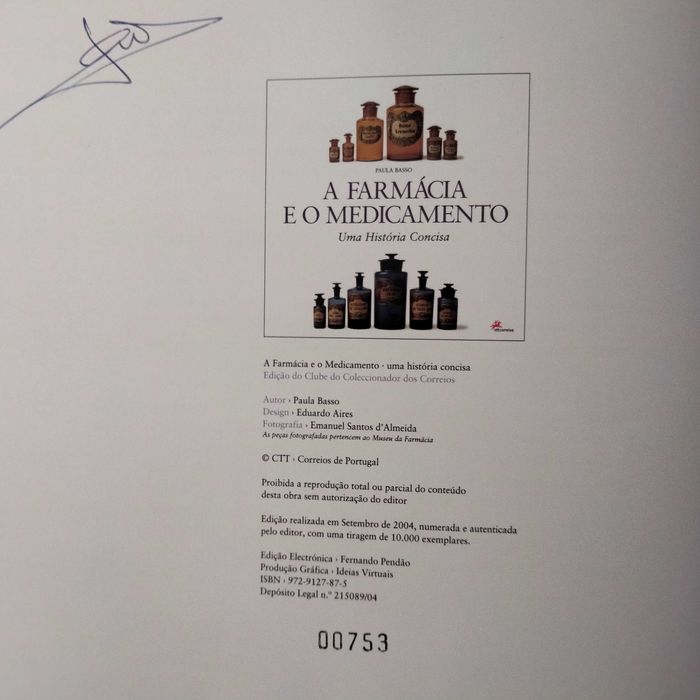 PAULA BASSO
A FARMÁCIA
E O MEDICAMENTO
Uma História Concisa
A Farmácia e o Medicamento · uma história concisa
Edição do Clube do Coleccionador dos Correios
Autor › Paula Basso
Design › Eduardo Aires
Fotografia › Emanuel Santos d'Almeida
As peças fotografadas pertencem ao Museu da Farmácia
© CTT › Correios de Portugal
Proibida a reprodução total ou parcial do conteúdo
desta obra sem autorização do editor
Edição realizada em Setembro de 2004, numerada e autenticada
pelo editor, com uma tiragem de 10.000 exemplares.
Edição Electrónica › Fernando Pendão
Produção Gráfica › Ideias Virtuais
ISBN › 972-9127-87-5
Depósito Legal n.º 215089/04
00753